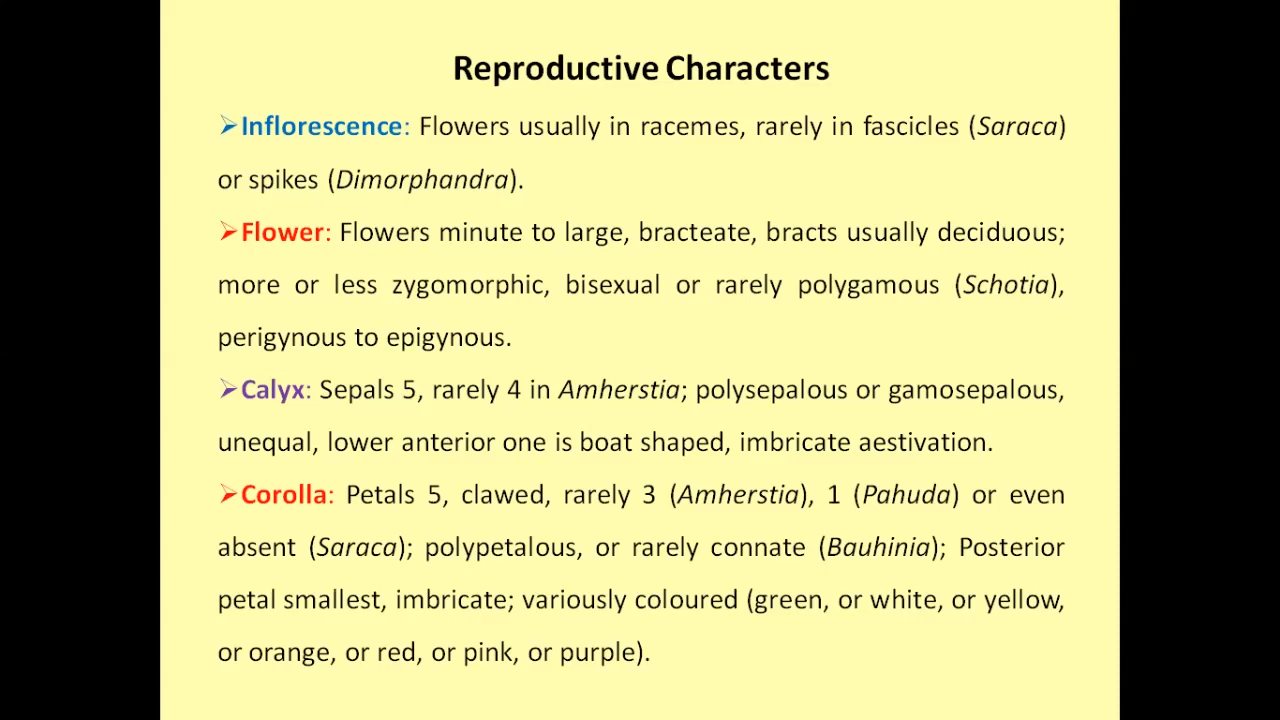 Reproductive Characters
➢Inflorescence: Flowers usually in racemes, rarely in fascicles (Saraca)
or spikes (Dimorphandra).
➢Flower: Flowers minute to large, bracteate, bracts usually deciduous;
more or less zygomorphic, bisexual or rarely polygamous (Schotia),
perigynous to epigynous.
➢Calyx: Sepals 5, rarely 4 in Amherstia; polysepalous or gamosepalous,
unequal, lower anterior one is boat shaped, imbricate aestivation.
➢Corolla: Petals 5, clawed, rarely 3 (Amherstia), 1 (Pahuda) or even
absent (Saraca); polypetalous, or rarely connate (Bauhinia); Posterior
petal smallest, imbricate; variously coloured (green, or white, or yellow,
or orange, or red, or pink, or purple).